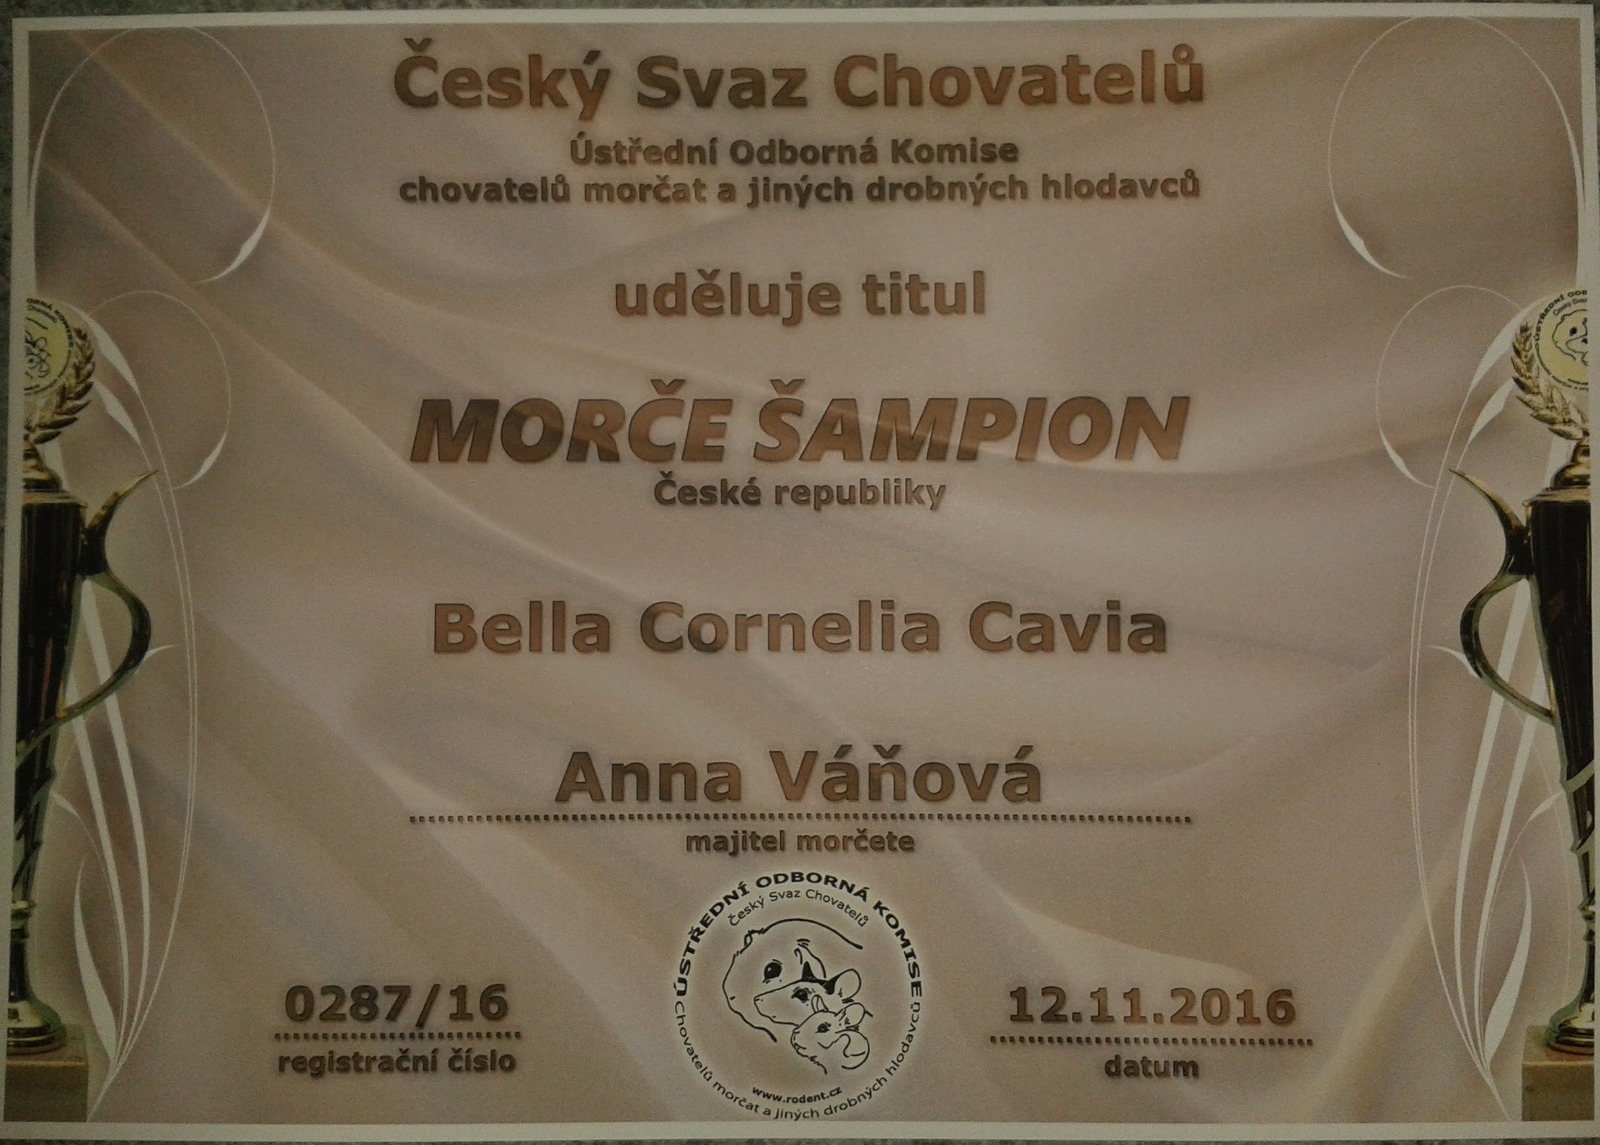 Český Svaz Chovatelů
Ústřední Odborná Komise
chovatelů morčat a jiných drobných hlodavců
uděluje titul
MORČE ŠAMPION
České republiky
Bella Cornelia Cavia
Anna Váňová
majitel morčete
ÚSTŘEDNÍ ODBORNÁ KOMISE
Český Svaz Chovatelů
www.rodent.cz
Chovatelů morčat a jiných drobných hlodavců
0287/16
registrační číslo
12.11.2016
datum